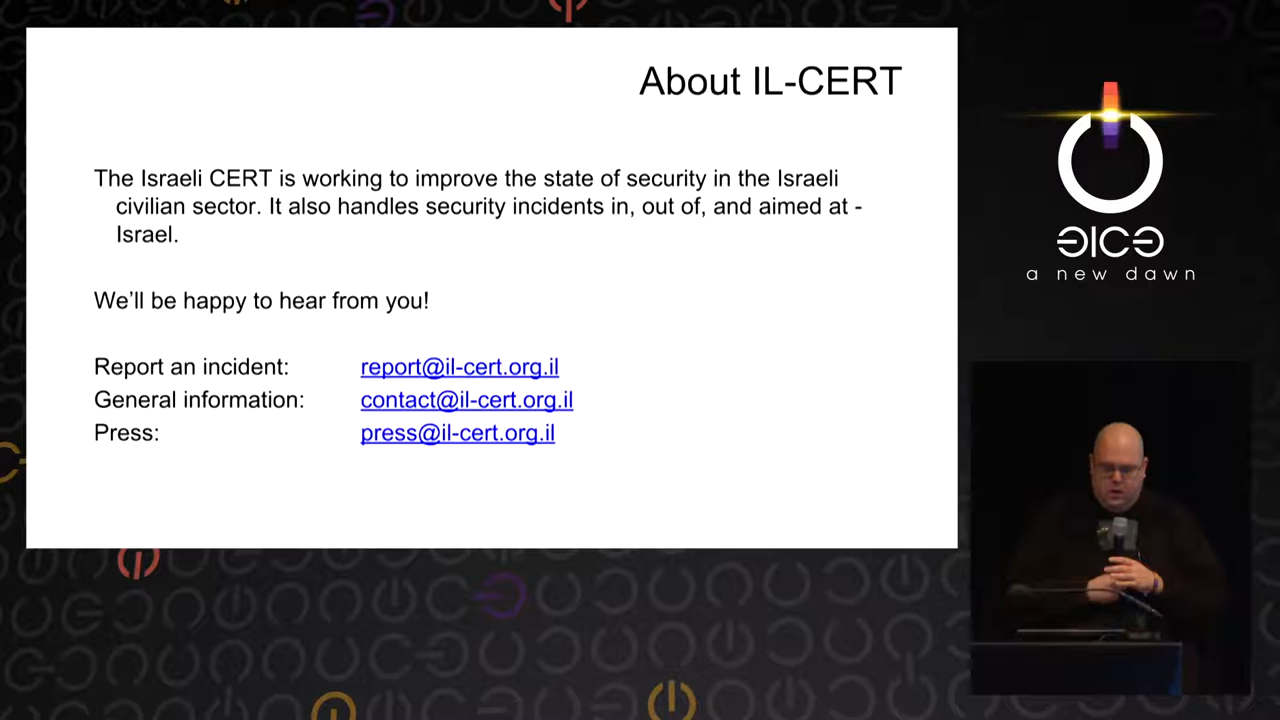 About IL-CERT
The Israeli CERT is working to improve the state of security in the Israeli
civilian sector. It also handles security incidents in, out of, and aimed at -
Israel.
We'll be happy to hear from you!
Report an incident: report@il-cert.org.il
General information: contact@il-cert.org.il
Press: press@il-cert.org.il
a new dawn